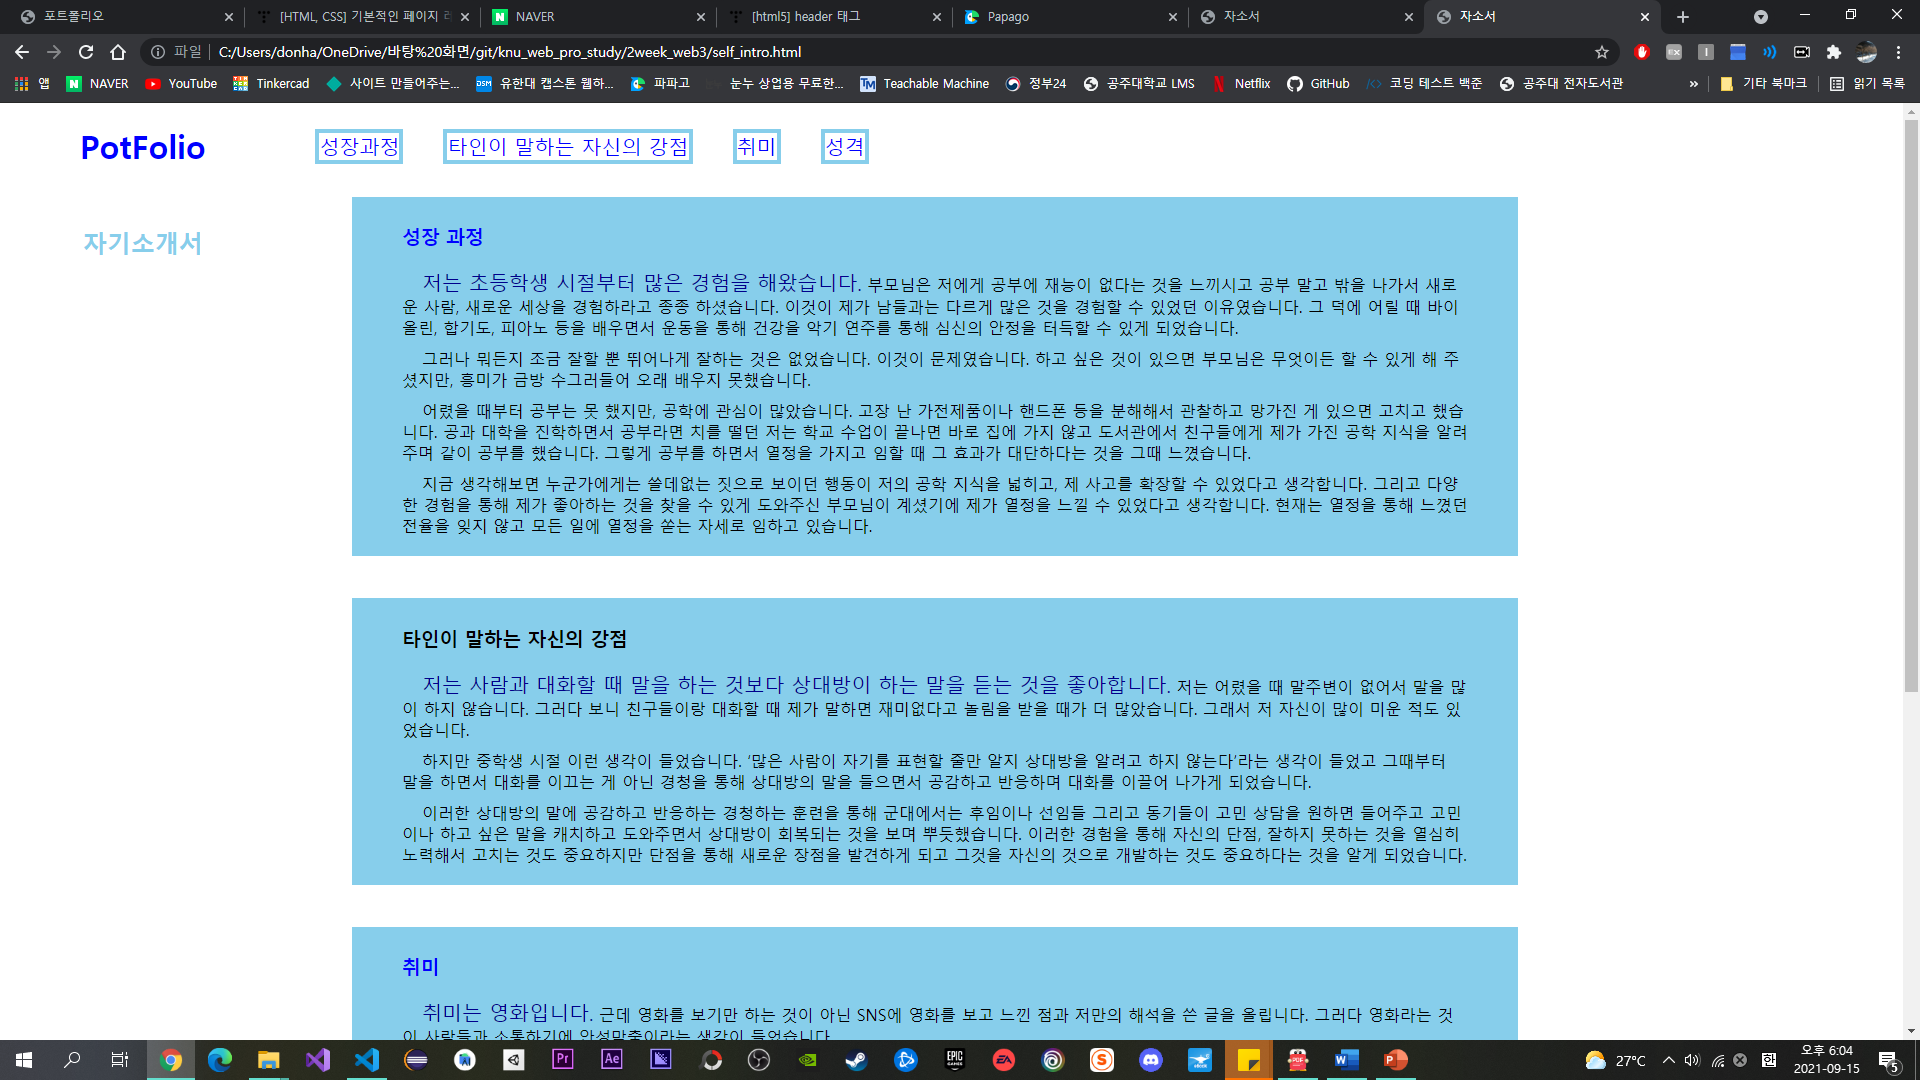 포트폴리오
[HTML, CSS] 기본적인 페이지 레
NAVER
[html5] header 태그
Papago
자소서
자소서
파일
C:/Users/donha/OneDrive/바탕%20화면/git/knu_web_pro_study/2week_web3/self_intro.html
앱
NAVER
YouTube
Tinkercad
사이트 만들어주는...
유한대 캡스톤 웹하...
파파고
눈누 상업용 무료한...
Teachable Machine
정부24
공주대학교 LMS
Netflix
GitHub
코딩 테스트 백준
공주대 전자도서관
»
기타 북마크
읽기 목록
PotFolio
성장과정
타인이 말하는 자신의 강점
취미
성격
자기소개서
성장 과정
저는 초등학생 시절부터 많은 경험을 해왔습니다. 부모님은 저에게 공부에 재능이 없다는 것을 느끼시고 공부 말고 밖을 나가서 새로
운 사람, 새로운 세상을 경험하라고 종종 하셨습니다. 이것이 제가 남들과는 다르게 많은 것을 경험할 수 있었던 이유였습니다. 그 덕에 어릴 때 바이
올린, 합기도, 피아노 등을 배우면서 운동을 통해 건강을 악기 연주를 통해 심신의 안정을 터득할 수 있게 되었습니다.
그러나 뭐든지 조금 잘할 뿐 뛰어나게 잘하는 것은 없었습니다. 이것이 문제였습니다. 하고 싶은 것이 있으면 부모님은 무엇이든 할 수 있게 해 주
셨지만, 흥미가 금방 수그러들어 오래 배우지 못했습니다.
어렸을 때부터 공부는 못 했지만, 공학에 관심이 많았습니다. 고장 난 가전제품이나 핸드폰 등을 분해해서 관찰하고 망가진 게 있으면 고치고 했습
니다. 공과 대학을 진학하면서 공부라면 치를 떨던 저는 학교 수업이 끝나면 바로 집에 가지 않고 도서관에서 친구들에게 제가 가진 공학 지식을 알려
주며 같이 공부를 했습니다. 그렇게 공부를 하면서 열정을 가지고 임할 때 그 효과가 대단하다는 것을 그때 느꼈습니다.
지금 생각해보면 누군가에게는 쓸데없는 짓으로 보이던 행동이 저의 공학 지식을 넓히고, 제 사고를 확장할 수 있었다고 생각합니다. 그리고 다양
한 경험을 통해 제가 좋아하는 것을 찾을 수 있게 도와주신 부모님이 계셨기에 제가 열정을 느낄 수 있었다고 생각합니다. 현재는 열정을 통해 느꼈던
전율을 잊지 않고 모든 일에 열정을 쏟는 자세로 임하고 있습니다.
타인이 말하는 자신의 강점
저는 사람과 대화할 때 말을 하는 것보다 상대방이 하는 말을 듣는 것을 좋아합니다. 저는 어렸을 때 말주변이 없어서 말을 많
이 하지 않습니다. 그러다 보니 친구들이랑 대화할 때 제가 말하면 재미없다고 놀림을 받을 때가 더 많았습니다. 그래서 저 자신이 많이 미운 적도 있
었습니다.
하지만 중학생 시절 이런 생각이 들었습니다. '많은 사람이 자기를 표현할 줄만 알지 상대방을 알려고 하지 않는다'라는 생각이 들었고 그때부터
말을 하면서 대화를 이끄는 게 아닌 경청을 통해 상대방의 말을 들으면서 공감하고 반응하며 대화를 이끌어 나가게 되었습니다.
이러한 상대방의 말에 공감하고 반응하는 경청하는 훈련을 통해 군대에서는 후임이나 선임들 그리고 동기들이 고민 상담을 원하면 들어주고 고민
이나 하고 싶은 말을 캐치하고 도와주면서 상대방이 회복되는 것을 보며 뿌듯했습니다. 이러한 경험을 통해 자신의 단점, 잘하지 못하는 것을 열심히
노력해서 고치는 것도 중요하지만 단점을 통해 새로운 장점을 발견하게 되고 그것을 자신의 것으로 개발하는 것도 중요하다는 것을 알게 되었습니다.
취미
취미는 영화입니다. 근데 영화를 보기만 하는 것이 아닌 SNS에 영화를 보고 느낀 점과 저만의 해석을 쓴 글을 올립니다. 그러다 영화라는 것
이 사람들과 소통하기에 안성맞춤이라는 생각이 들었습니다.
27°C
한
오후 6:04
2021-09-15
5